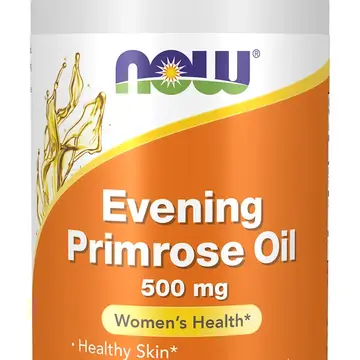 NOW®
Evening
Primrose Oil
500 mg
Women's Health*
• Healthy Skin*